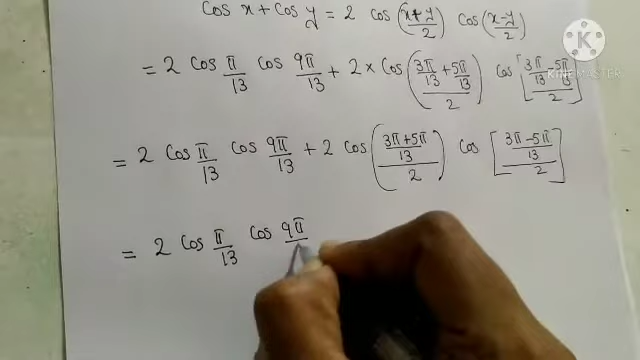 Cos x + Cos y = 2 cos (x+y/2) cos (x-y/2)
= 2 cos π/13 cos 9π/13 + 2 × cos (3π/13 + 5π/13 / 2) cos [3π/13 - 5π/13 / 2]
KINEMASTER
= 2 cos π/13 cos 9π/13 + 2 cos (3π+5π/13 / 2) cos [3π-5π/13 / 2]
= 2 cos π/13 cos 9π